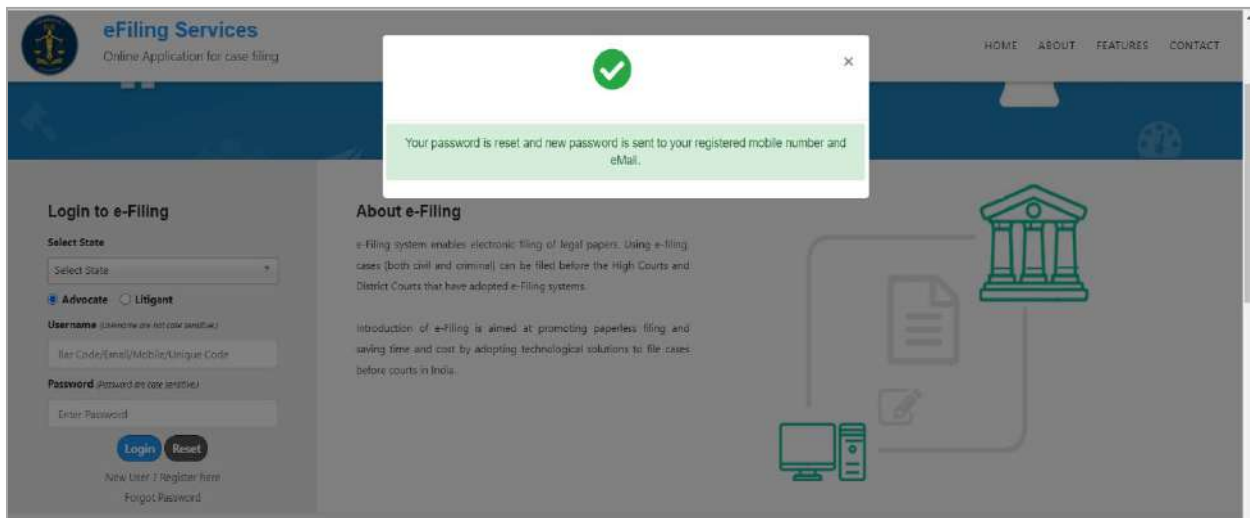 eFiling Services
Online Application for case filing
HOME ABOUT FEATURES CONTACT
×
Your password is reset and new password is sent to your registered mobile number and
eMail.
Login to e-Filing
Select State
Select State
Advocate Litigant
Username (Username are not case sensitive)
Bar Code/Email/Mobile/Unique Code
Password (Password are case sensitive)
Enter Password
Login Reset
New User ? Register here
Forgot Password
About e-Filing
e-Filing system enables electronic filing of legal papers. Using e-filing,
cases (both civil and criminal) can be filed before the High Courts and
District Courts that have adopted e-Filing systems.
Introduction of e-Filing is aimed at promoting paperless filing and
saving time and cost by adopting technological solutions to file cases
before courts in India.